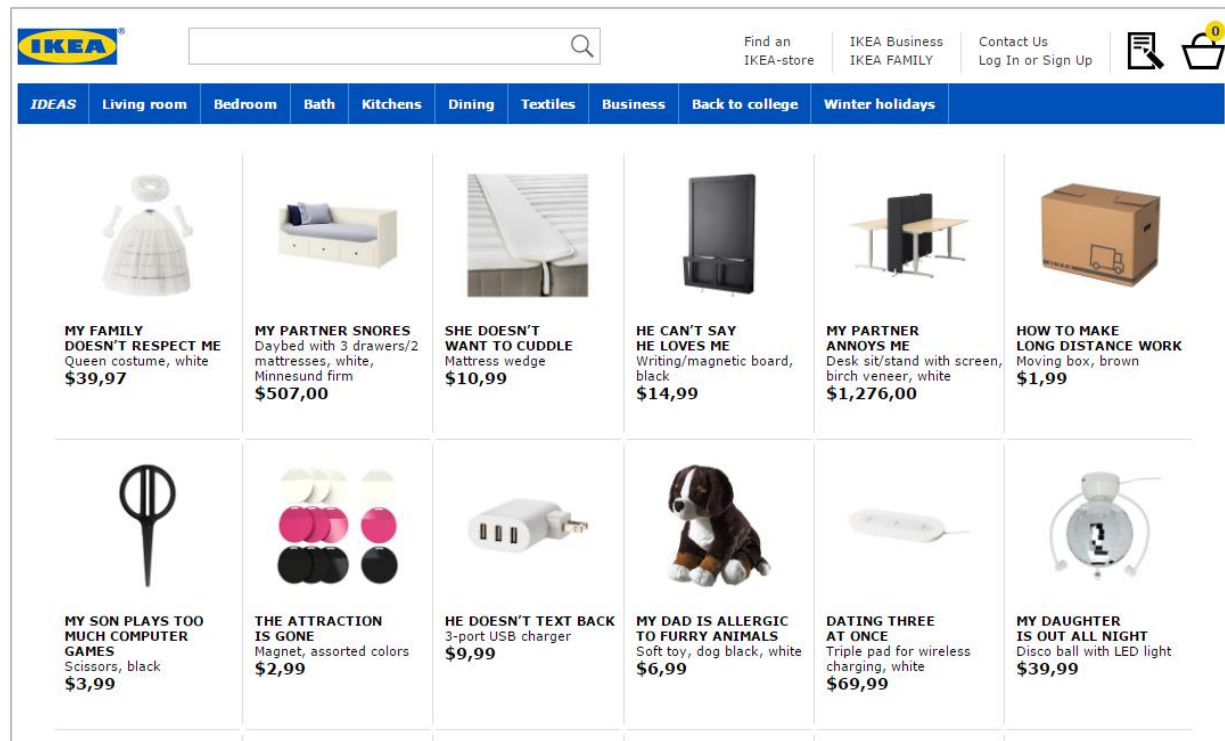 IKEA®
Find an
IKEA-store
IKEA Business
IKEA FAMILY
Contact Us
Log In or Sign Up
0
IDEAS Living room Bedroom Bath Kitchens Dining Textiles Business Back to college Winter holidays
MY FAMILY
DOESN'T RESPECT ME
Queen costume, white
$39,97
MY PARTNER SNORES
Daybed with 3 drawers/2
mattresses, white,
Minnesund firm
$507,00
SHE DOESN'T
WANT TO CUDDLE
Mattress wedge
$10,99
HE CAN'T SAY
HE LOVES ME
Writing/magnetic board,
black
$14,99
MY PARTNER
ANNOYS ME
Desk sit/stand with screen,
birch veneer, white
$1,276,00
HOW TO MAKE
LONG DISTANCE WORK
Moving box, brown
$1,99
MY SON PLAYS TOO
MUCH COMPUTER
GAMES
Scissors, black
$3,99
THE ATTRACTION
IS GONE
Magnet, assorted colors
$2,99
HE DOESN'T TEXT BACK
3-port USB charger
$9,99
MY DAD IS ALLERGIC
TO FURRY ANIMALS
Soft toy, dog black, white
$6,99
DATING THREE
AT ONCE
Triple pad for wireless
charging, white
$69,99
MY DAUGHTER
IS OUT ALL NIGHT
Disco ball with LED light
$39,99